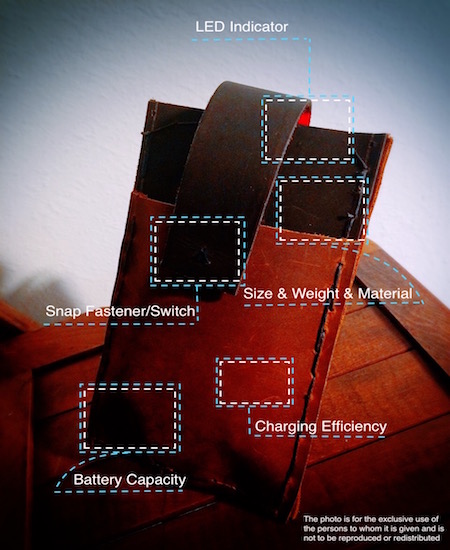 LED Indicator
Size & Weight & Material
Snap Fastener/Switch
Charging Efficiency
Battery Capacity
The photo is for the exclusive use of
the persons to whom it is given and is
not to be reproduced or redistributed